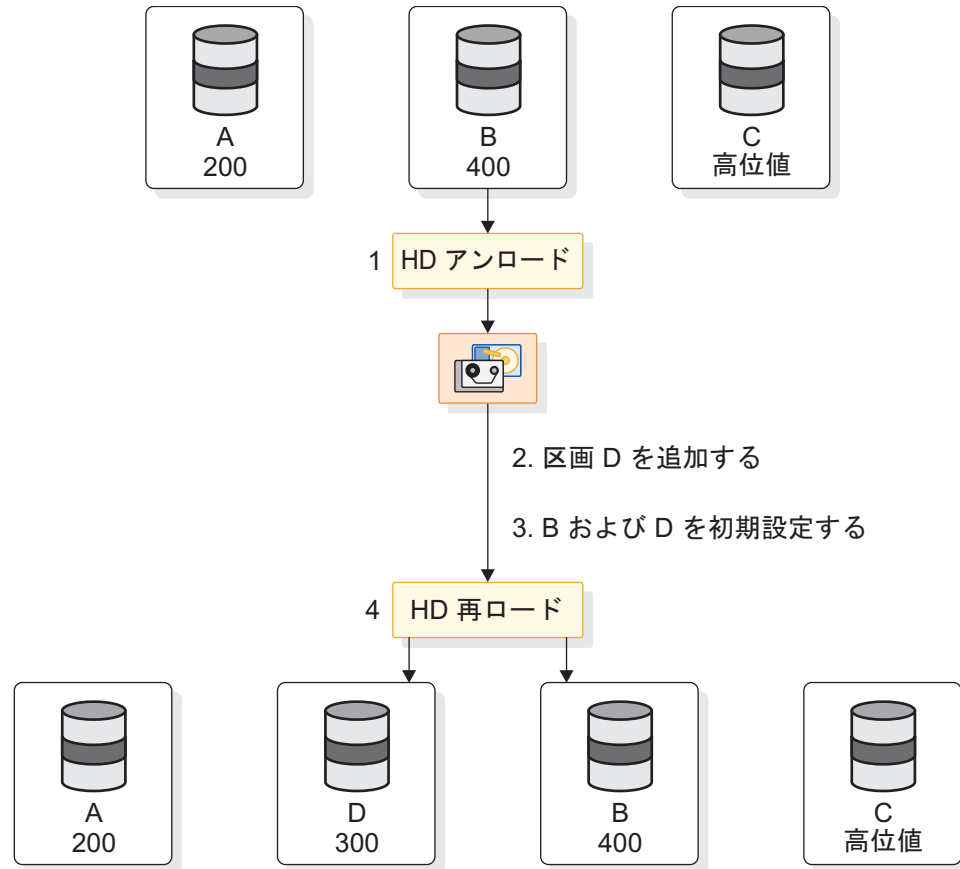 A
200
B
400
C
高位値
1 HD アンロード
2. 区画 D を追加する
3. B および D を初期設定する
4 HD 再ロード
A
200
D
300
B
400
C
高位値